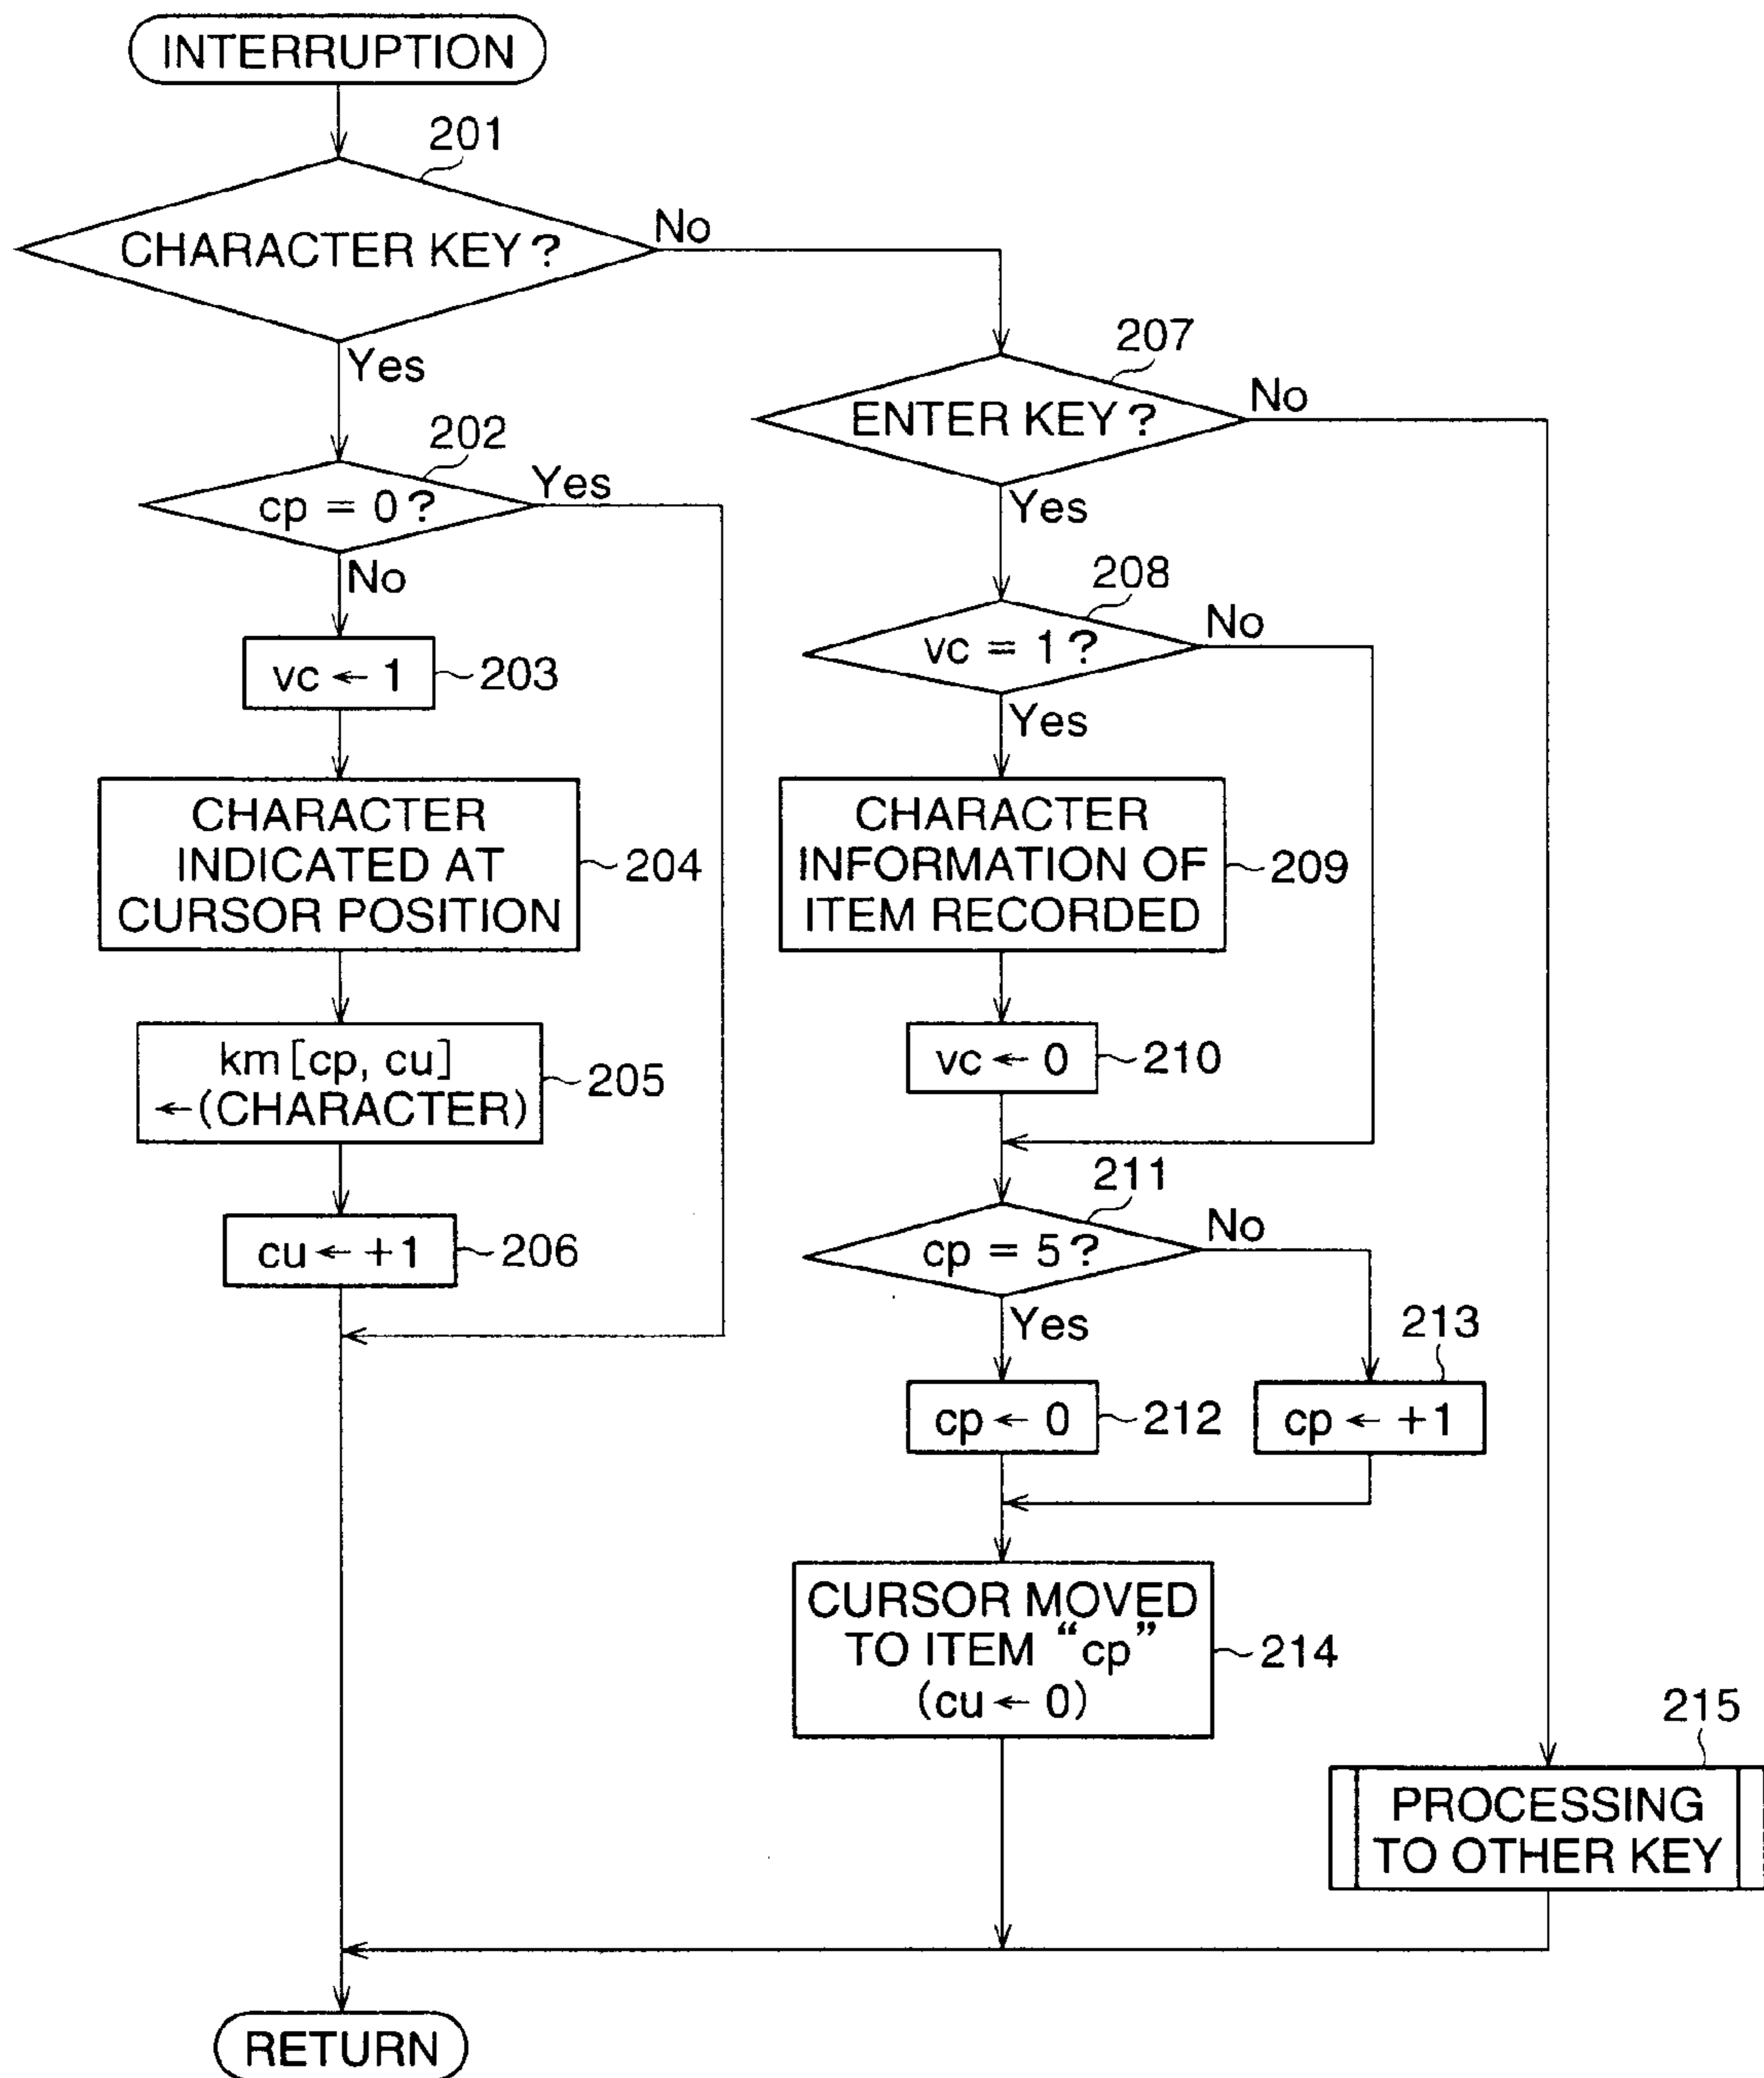 INTERRUPTION
201
CHARACTER KEY?
No
Yes
202
cp = 0?
Yes
No
vc ← 1
203
CHARACTER
INDICATED AT
CURSOR POSITION
204
km[cp, cu]
←(CHARACTER)
205
cu ← +1
206
207
ENTER KEY?
No
Yes
208
vc = 1?
No
Yes
CHARACTER
INFORMATION OF
ITEM RECORDED
209
vc ← 0
210
211
cp = 5?
No
Yes
cp ← 0
212
213
cp ← +1
CURSOR MOVED
TO ITEM “cp”
(cu ← 0)
214
215
PROCESSING
TO OTHER KEY
RETURN